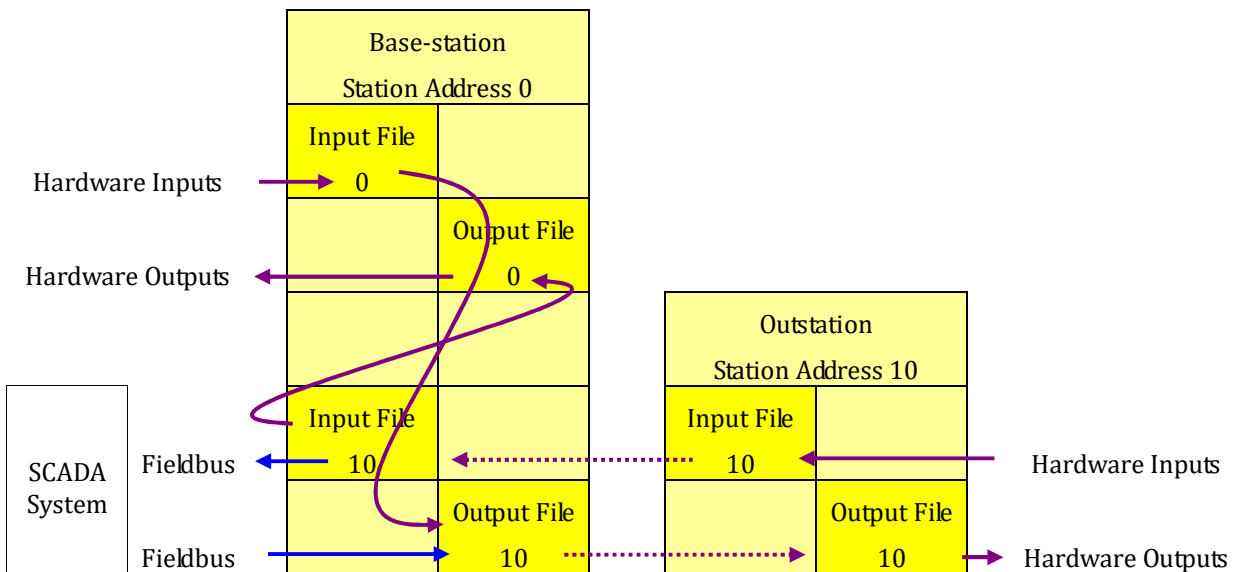 Base-station
Station Address 0
Input File
Hardware Inputs
0
Output File
Hardware Outputs
0
Outstation
Station Address 10
Input File
Input File
SCADA
System
Fieldbus
10
10
Hardware Inputs
Output File
Output File
Fieldbus
10
10
Hardware Outputs